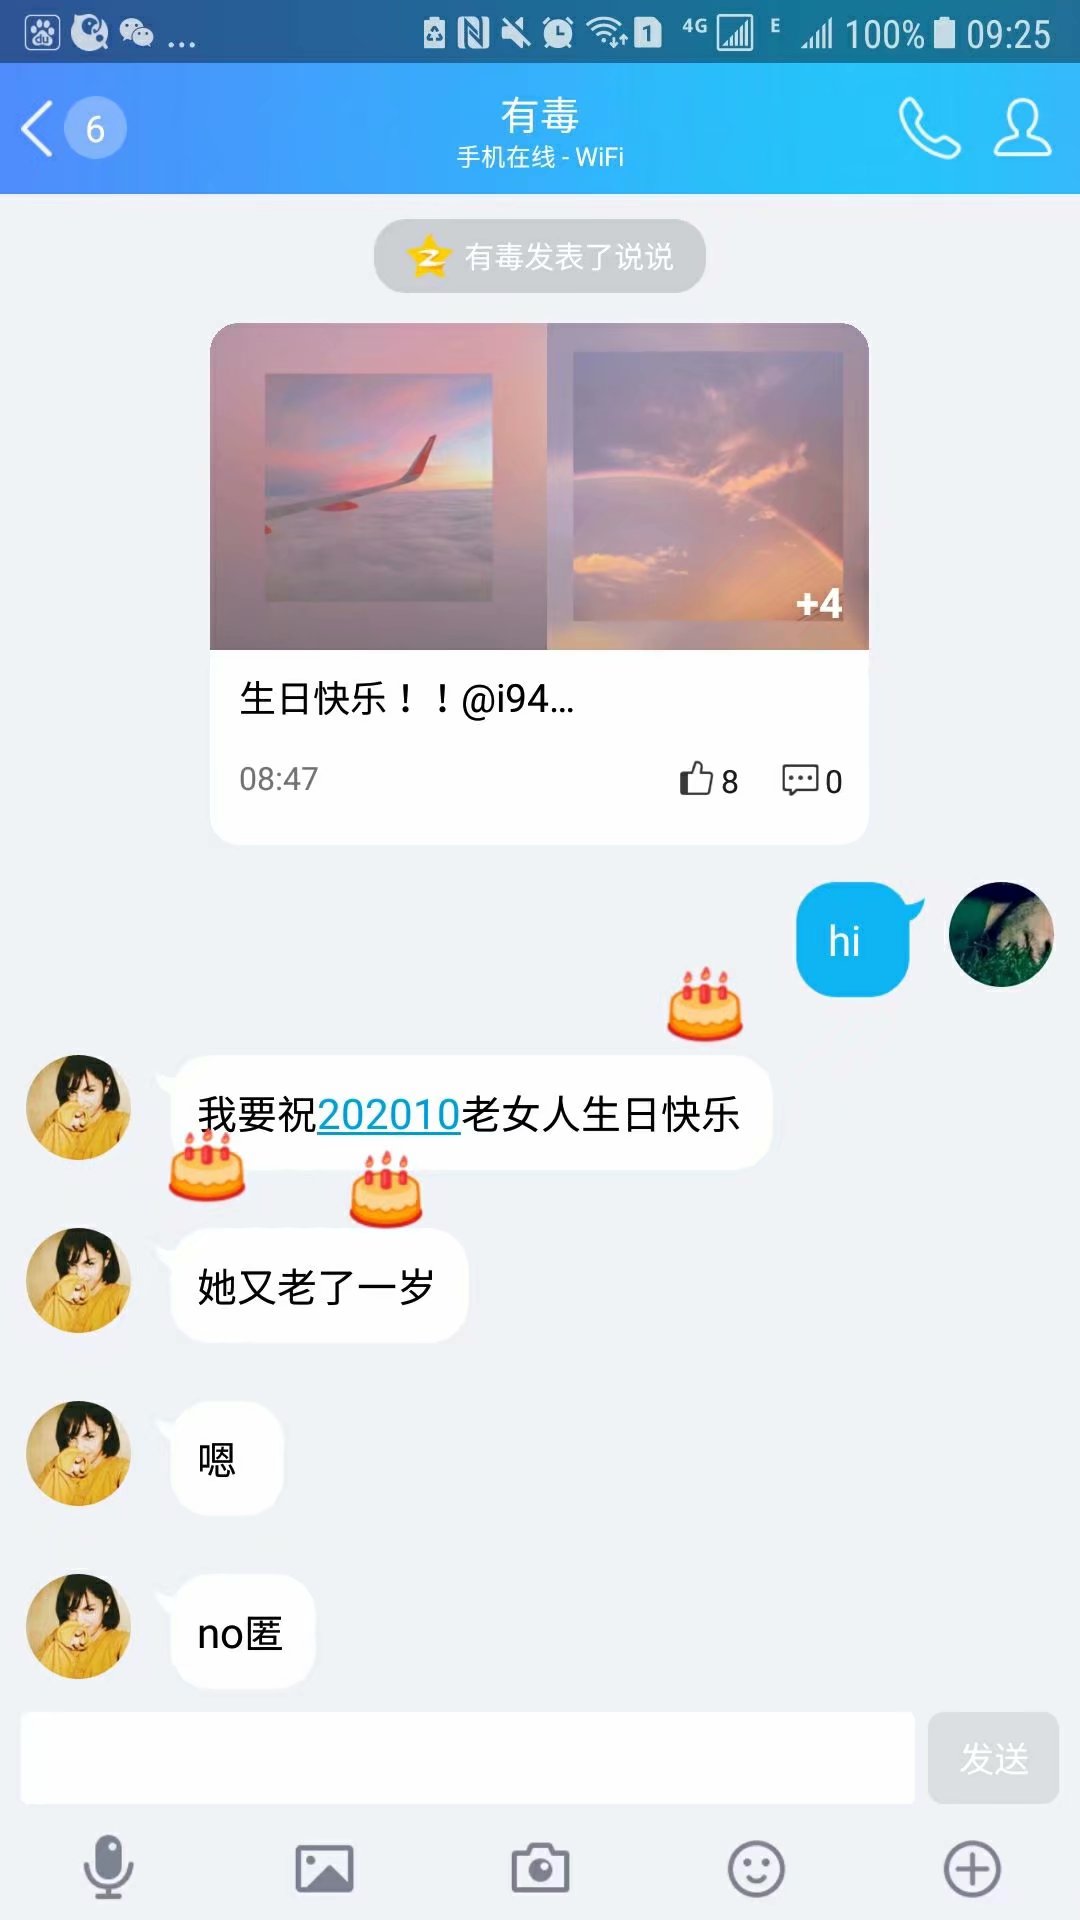 4G E 100% 09:25
6
有毒
手机在线 - WiFi
有毒发表了说说
+4
生日快乐！！@i94...
08:47
8
0
hi
我要祝202010老女人生日快乐
她又老了一岁
嗯
no匿
发送